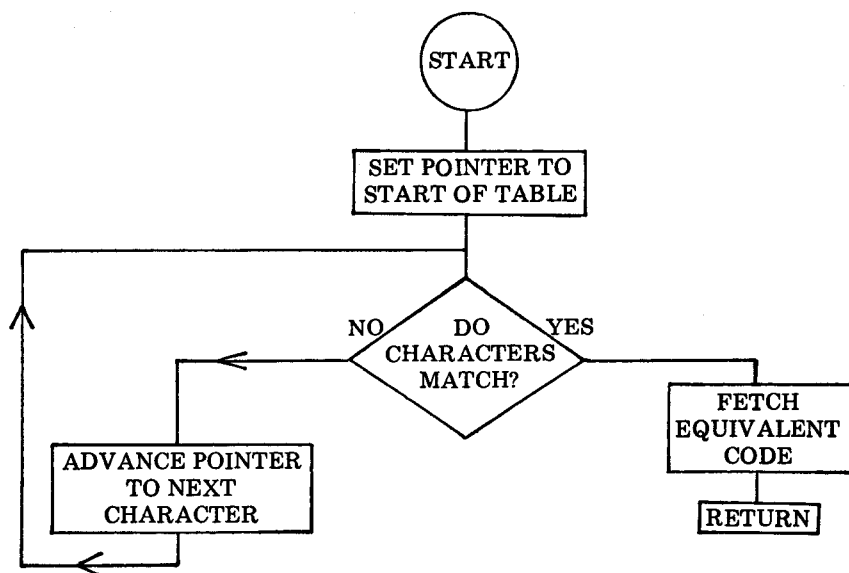 START
SET POINTER TO
START OF TABLE
NO
DO
CHARACTERS
MATCH?
YES
ADVANCE POINTER
TO NEXT
CHARACTER
FETCH
EQUIVALENT
CODE
RETURN